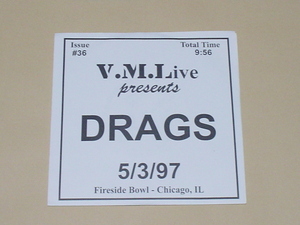 Issue Total Time
#36 9:56
V.M.Live
presents
DRAGS
5/3/97
Fireside Bowl - Chicago, IL